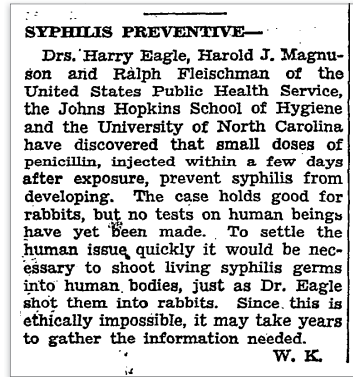 SYPHILIS PREVENTIVE—
Drs. Harry Eagle, Harold J. Magnu-
son and Ralph Fleischman of the
United States Public Health Service,
the Johns Hopkins School of Hygiene
and the University of North Carolina
have discovered that small doses of
penicillin, injected within a few days
after exposure, prevent syphilis from
developing. The case holds good for
rabbits, but no tests on human beings
have yet been made. To settle the
human issue quickly it would be nec-
essary to shoot living syphilis germs
into human bodies, just as Dr. Eagle
shot them into rabbits. Since this is
ethically impossible, it may take years
to gather the information needed.
W. K.